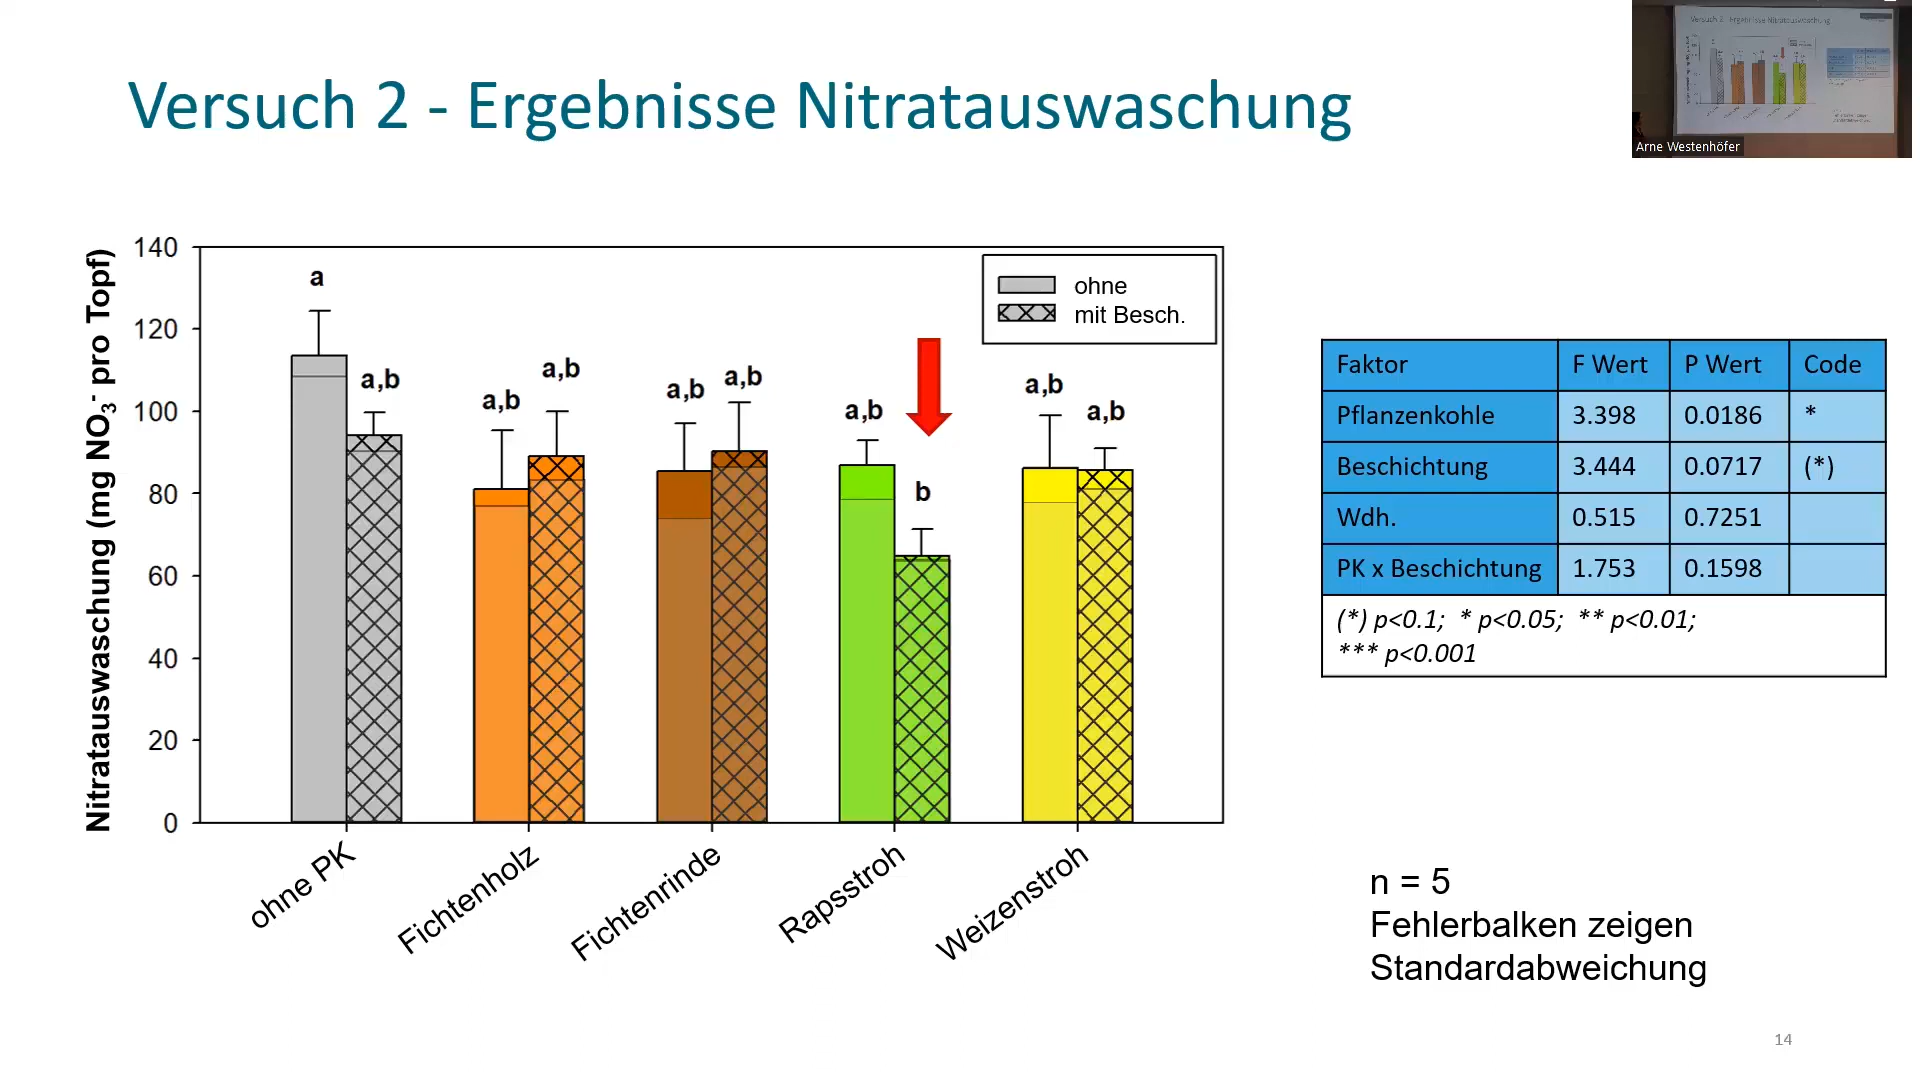 Versuch 2 - Ergebnisse Nitratauswaschung
Arne Westenhöfer
Nitratauswaschung (mg NO3- pro Topf)
140
120
100
80
60
40
20
0
a
a,b
a,b
a,b
a,b
a,b
a,b
b
a,b
a,b
ohne
mit Besch.
ohne PK
Fichtenholz
Fichtenrinde
Rapsstroh
Weizenstroh
Faktor F Wert P Wert Code
Pflanzenkohle 3.398 0.0186 *
Beschichtung 3.444 0.0717 (*)
Wdh. 0.515 0.7251
PK x Beschichtung 1.753 0.1598
(*) p<0.1; * p<0.05; ** p<0.01;
*** p<0.001
n = 5
Fehlerbalken zeigen
Standardabweichung
14